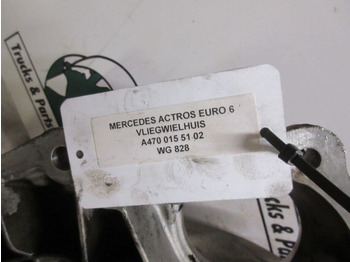 Trucks & Parts
MERCEDES ACTROS EURO 6
VLIEGWIELHUIS
A470 015 51 02
WG 828
Trucks & Parts